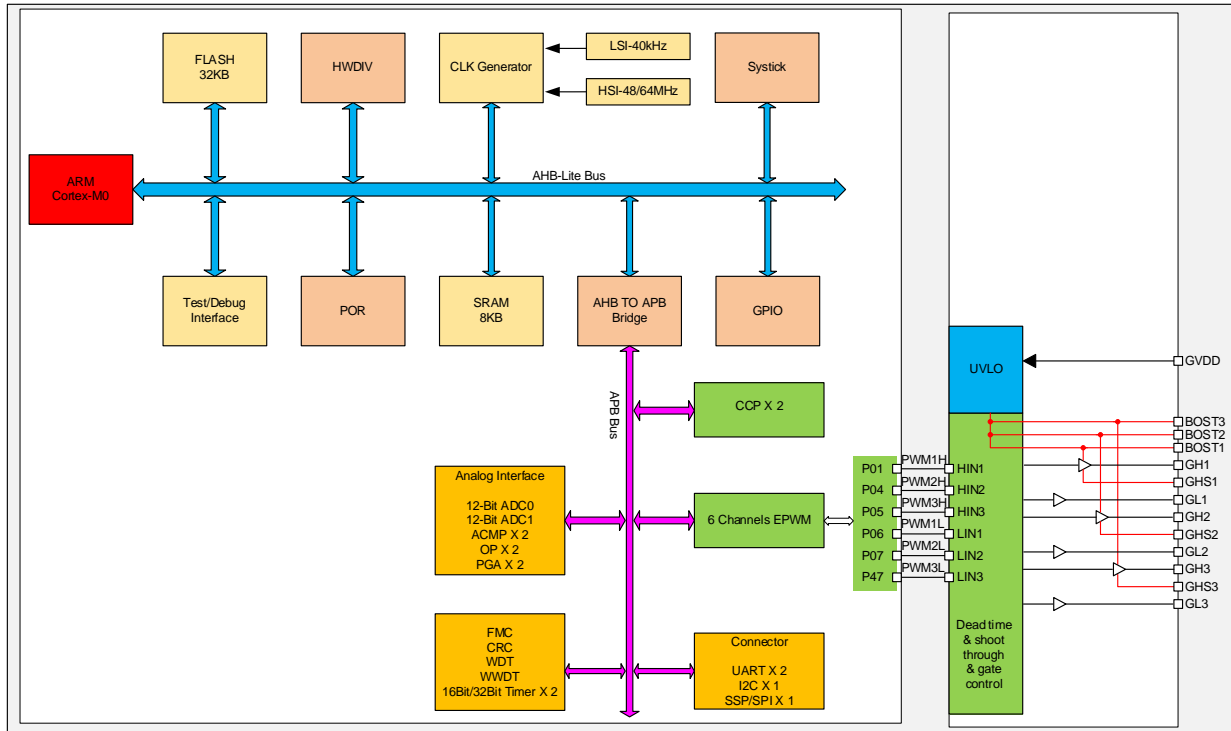 FLASH
32KB
HWDIV
CLK Generator
LSI-40kHz
HSI-48/64MHz
Systick
ARM
Cortex-M0
AHB-Lite Bus
Test/Debug
Interface
POR
SRAM
8KB
AHB TO APB
Bridge
GPIO
APB Bus
CCP X 2
Analog Interface
12-Bit ADC0
12-Bit ADC1
ACMP X 2
OP X 2
PGA X 2
6 Channels EPWM
FMC
CRC
WDT
WWDT
16Bit/32Bit Timer X 2
Connector
UART X 2
I2C X 1
SSP/SPI X 1
P01
P04
P05
P06
P07
P47
PWM1H
PWM2H
PWM3H
PWM1L
PWM2L
PWM3L
UVLO
HIN1
HIN2
HIN3
LIN1
LIN2
LIN3
Dead time
& shoot
through
& gate
control
GVDD
BOST3
BOST2
BOST1
GH1
GHS1
GL1
GH2
GHS2
GL2
GH3
GHS3
GL3